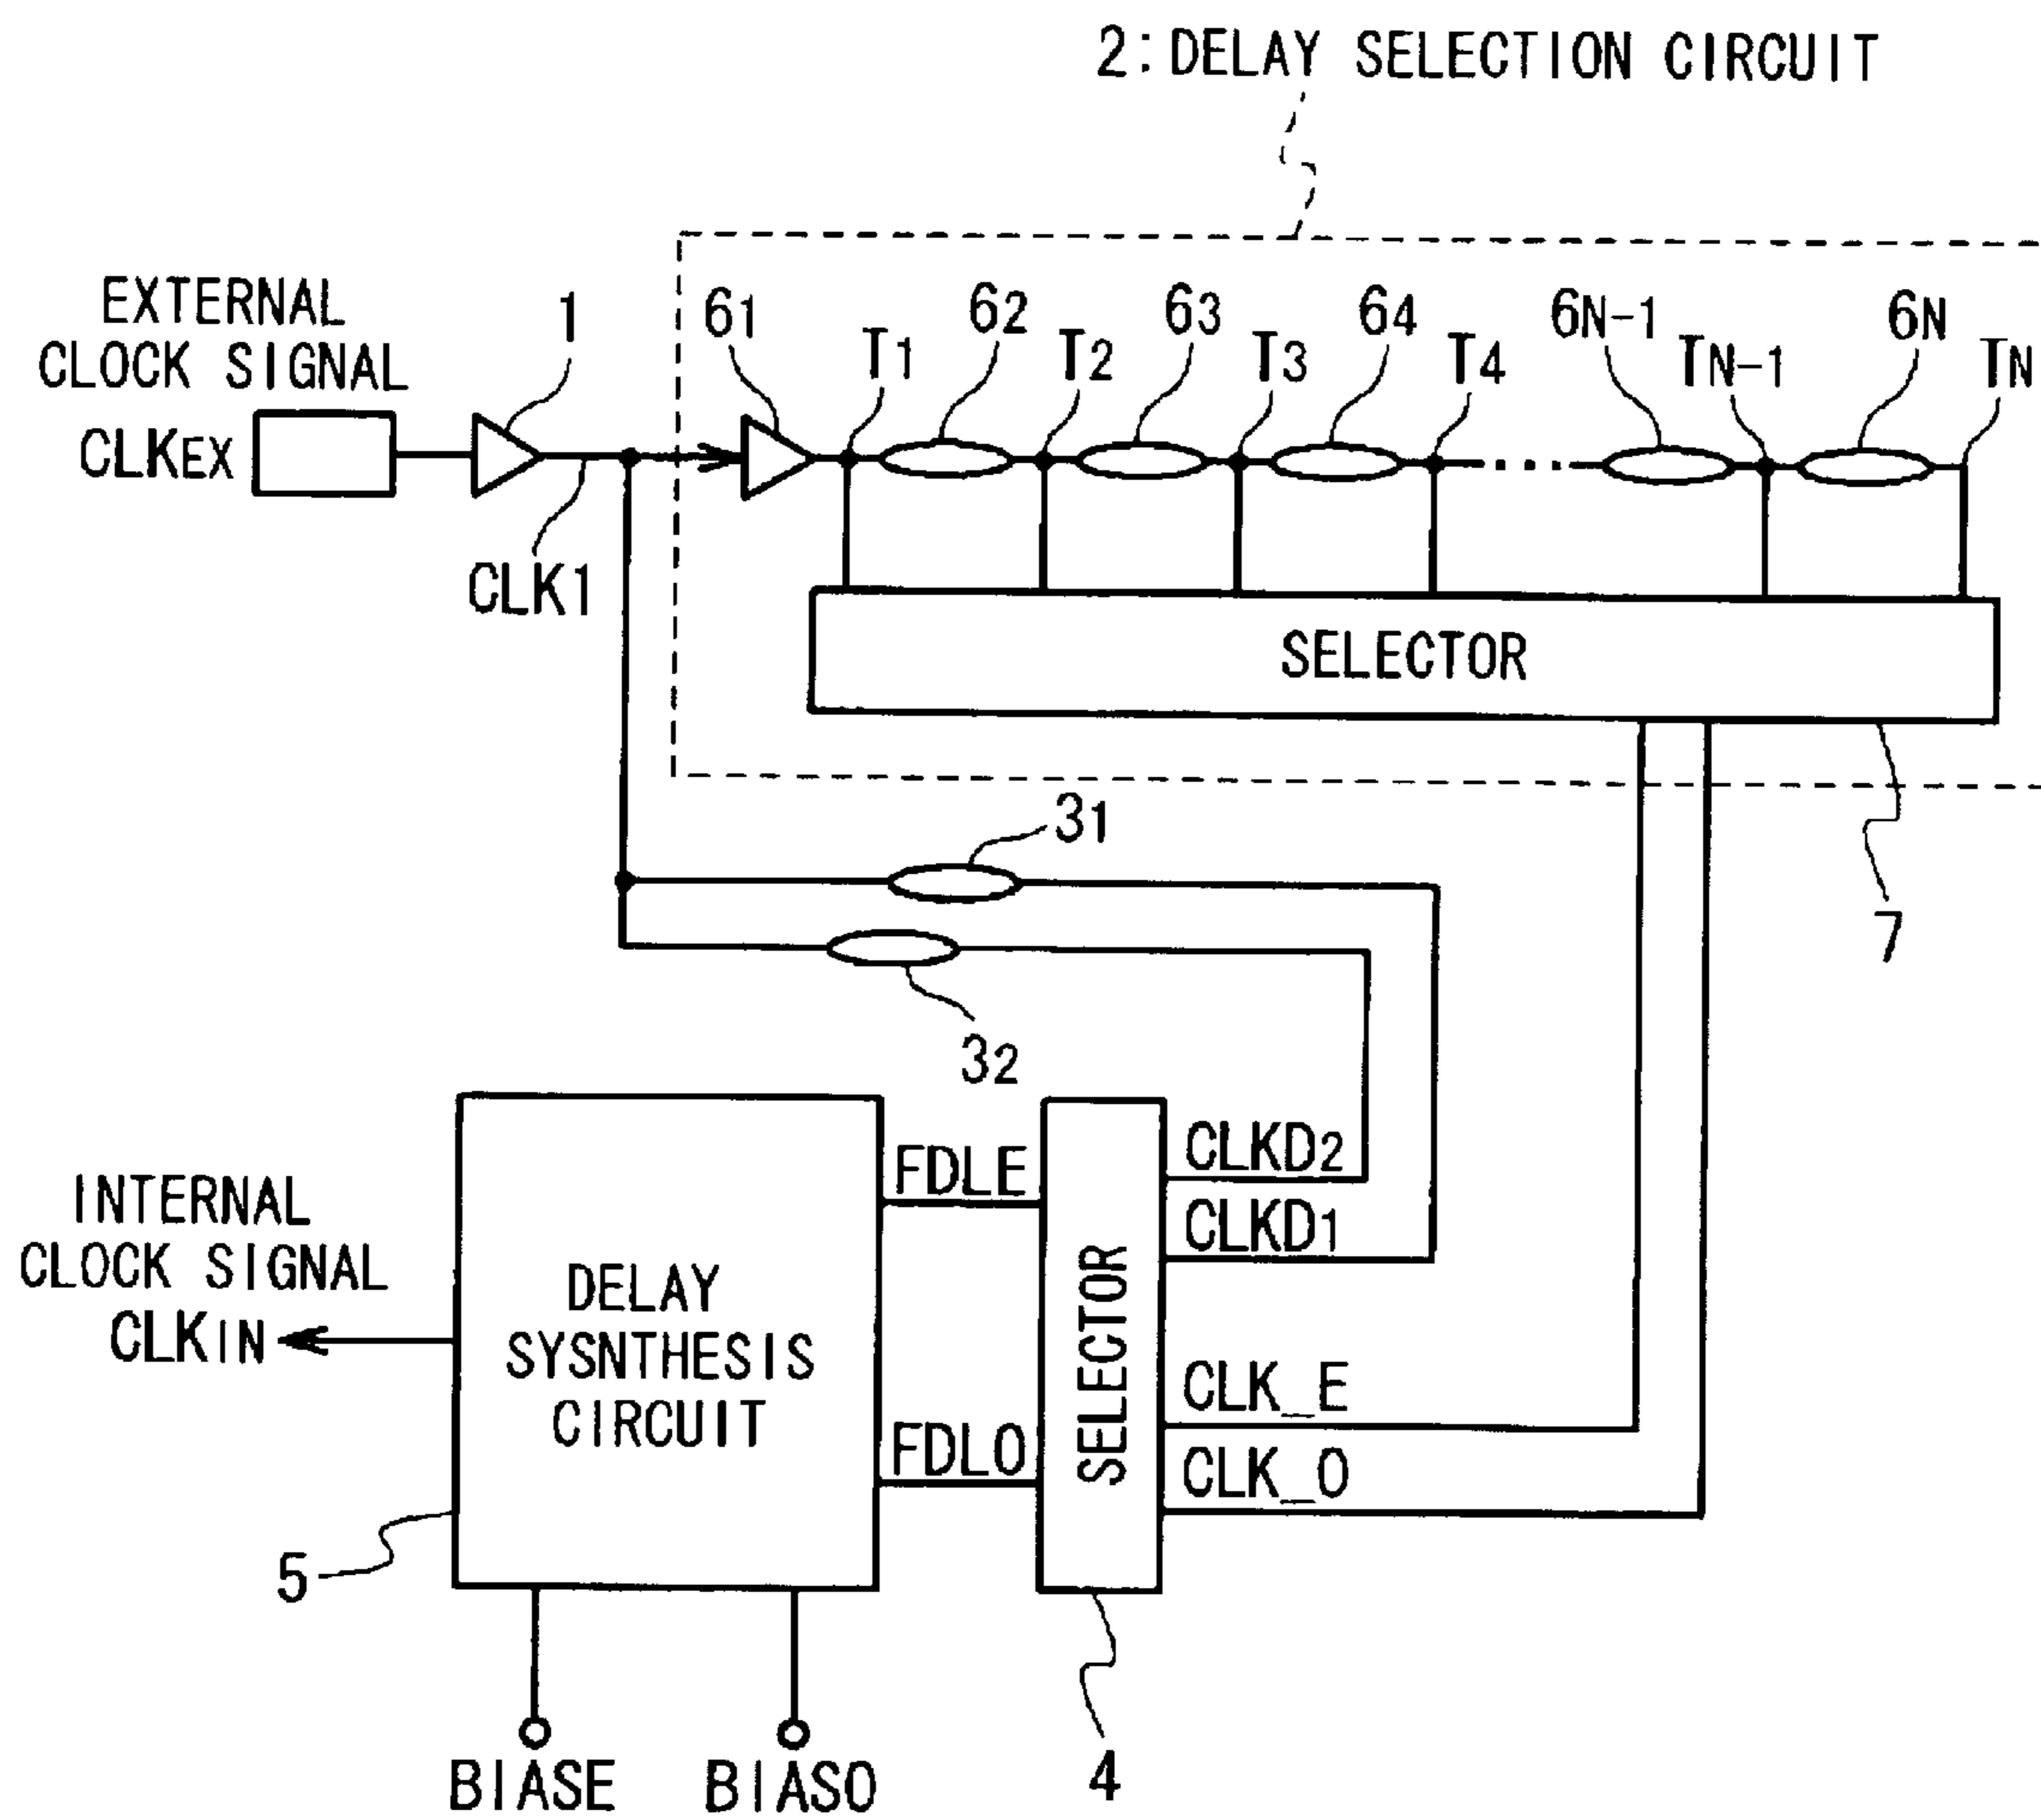 2:DELAY SELECTION CIRCUIT
EXTERNAL
CLOCK SIGNAL
CLKEX
1
CLK1
61
T1
62
T2
63
T3
64
T4
6N-1
TN-1
6N
TN
SELECTOR
7
31
32
INTERNAL
CLOCK SIGNAL
CLKIN
DELAY
SYSNTHESIS
CIRCUIT
5
FDLE
FDLO
SELECTOR
4
CLKD2
CLKD1
CLK_E
CLK_O
BIASE
BIASO